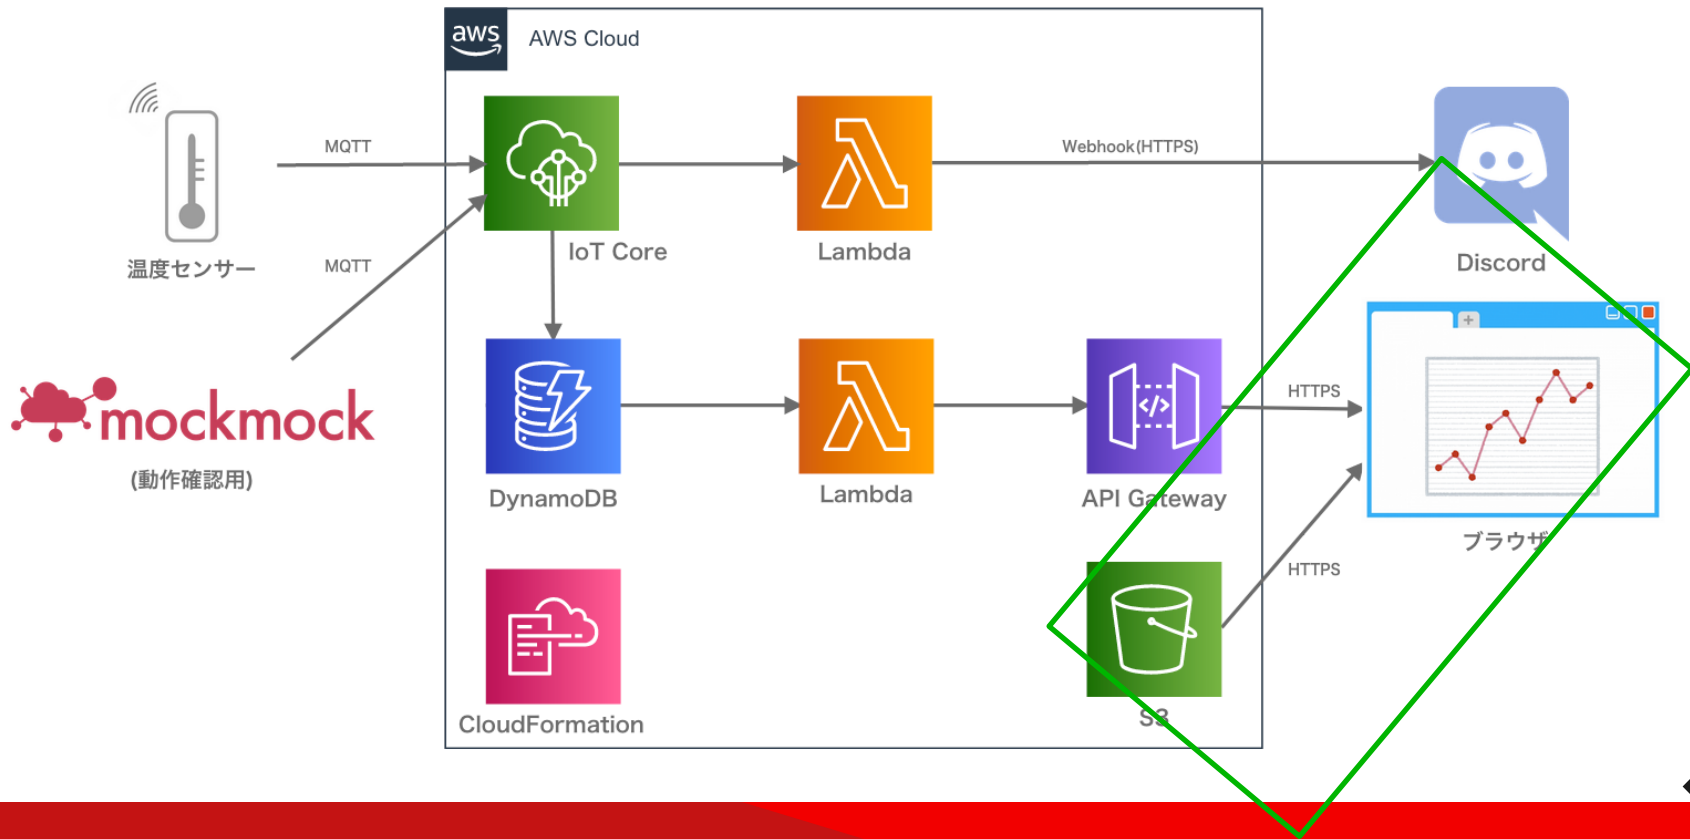 aws
AWS Cloud
MQTT
Webhook(HTTPS)
IoT Core
Lambda
Discord
温度センサー
MQTT
mockmock
(動作確認用)
HTTPS
DynamoDB
Lambda
API Gateway
ブラウザ
HTTPS
CloudFormation
S3